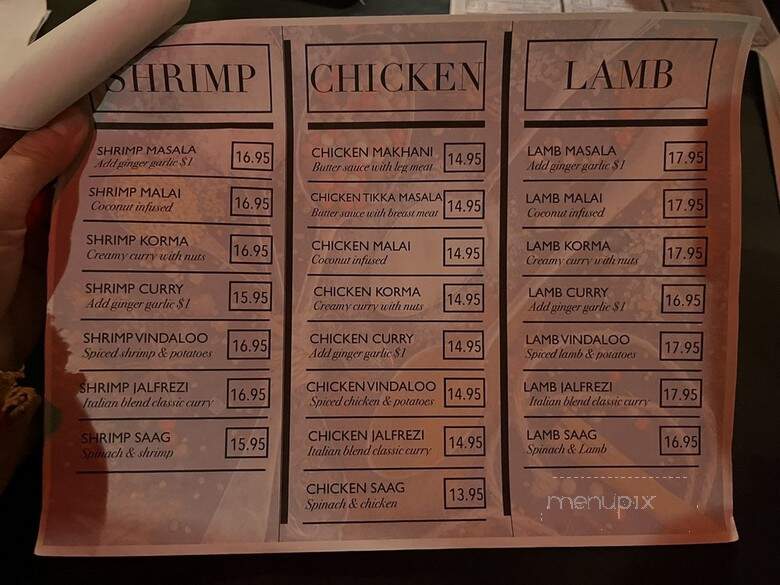 SHRIMP
SHRIMP MASALA 16.95
Add ginger garlic $1
SHRIMP MALAI 16.95
Coconut infused
SHRIMP KORMA 16.95
Creamy curry with nuts
SHRIMP CURRY 15.95
Add ginger garlic $1
SHRIMP VINDALOO 16.95
Spiced shrimp & potatoes
SHRIMP JALFREZI 16.95
Italian blend classic curry
SHRIMP SAAG 15.95
Spinach & shrimp
CHICKEN
CHICKEN MAKHANI 14.95
Butter sauce with leg meat
CHICKEN TIKKA MASALA 14.95
Butter sauce with breast meat
CHICKEN MALAI 14.95
Coconut infused
CHICKEN KORMA 14.95
Creamy curry with nuts
CHICKEN CURRY 14.95
Add ginger garlic $1
CHICKEN VINDALOO 14.95
Spiced chicken & potatoes
CHICKEN JALFREZI 14.95
Italian blend classic curry
CHICKEN SAAG 13.95
Spinach & chicken
LAMB
LAMB MASALA 17.95
Add ginger garlic $1
LAMB MALAI 17.95
Coconut infused
LAMB KORMA 17.95
Creamy curry with nuts
LAMB CURRY 16.95
Add ginger garlic $1
LAMB VINDALOO 17.95
Spiced lamb & potatoes
LAMB JALFREZI 17.95
Italian blend classic curry
LAMB SAAG 16.95
Spinach & Lamb
menupix